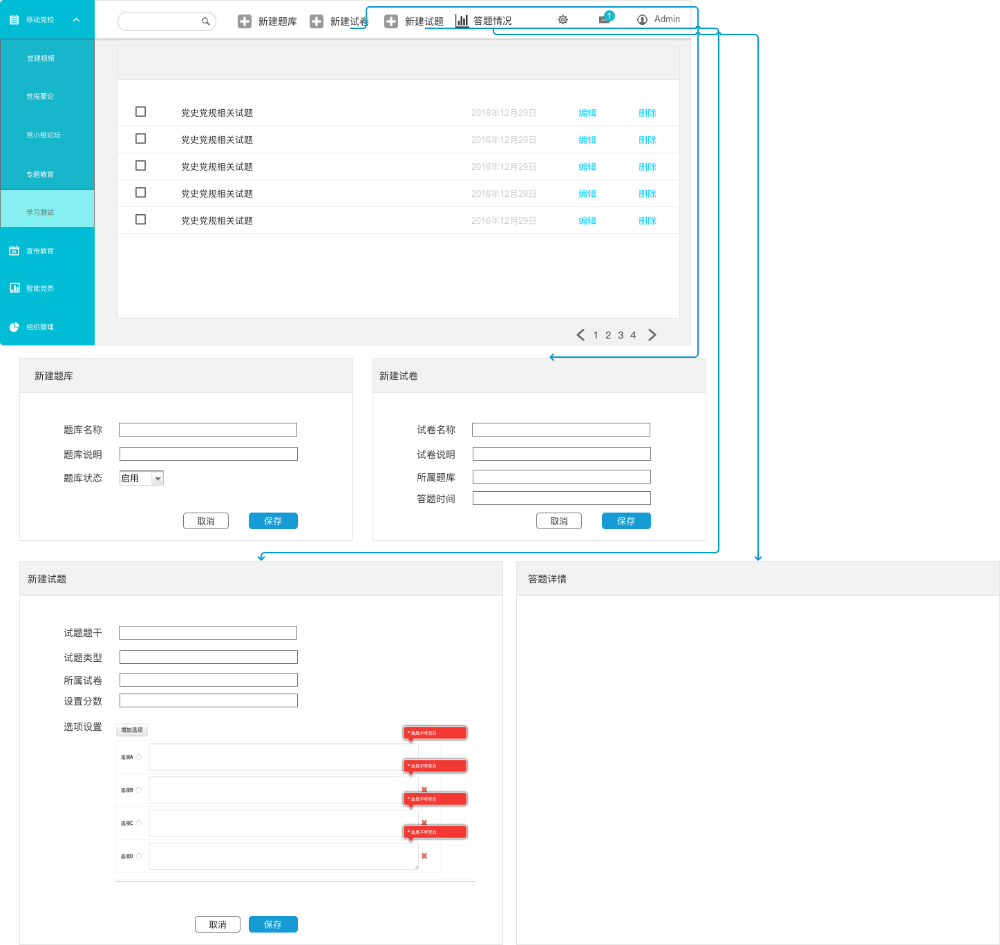 移动党校
新建题库 新建试卷 新建试题 答题情况 1 Admin
党建视频
党报要论
党小组论坛
专题教育
学习测试
25 宣传教育
智能党务
组织管理
党史党规相关试题 2016年12月29日 编辑 删除
党史党规相关试题 2016年12月29日 编辑 删除
党史党规相关试题 2016年12月29日 编辑 删除
党史党规相关试题 2016年12月29日 编辑 删除
党史党规相关试题 2016年12月29日 编辑 删除
1 2 3 4
新建题库
题库名称
题库说明
题库状态 启用
取消 保存
新建试卷
试卷名称
试卷说明
所属题库
答题时间
取消 保存
新建试题
试题题干
试题类型
所属试卷
设置分数
选项设置
增加选项
* 此处不可空白
选项A
* 此处不可空白
选项B
* 此处不可空白
选项C
* 此处不可空白
选项D
取消 保存
答题详情